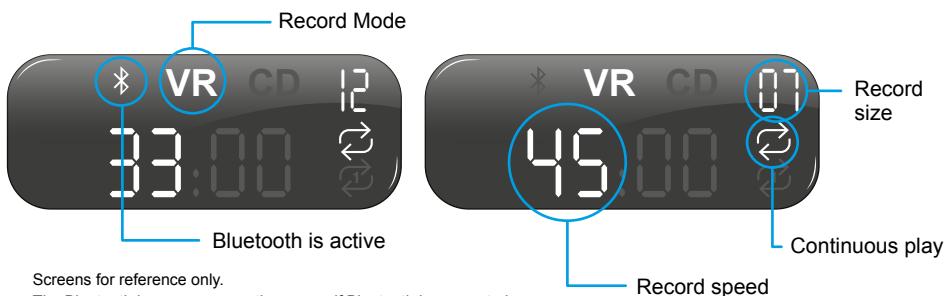 Record Mode
VR CD 12
33:00
1
Bluetooth is active
VR CD 07
45:00
Record
size
Continuous play
Record speed
Screens for reference only.